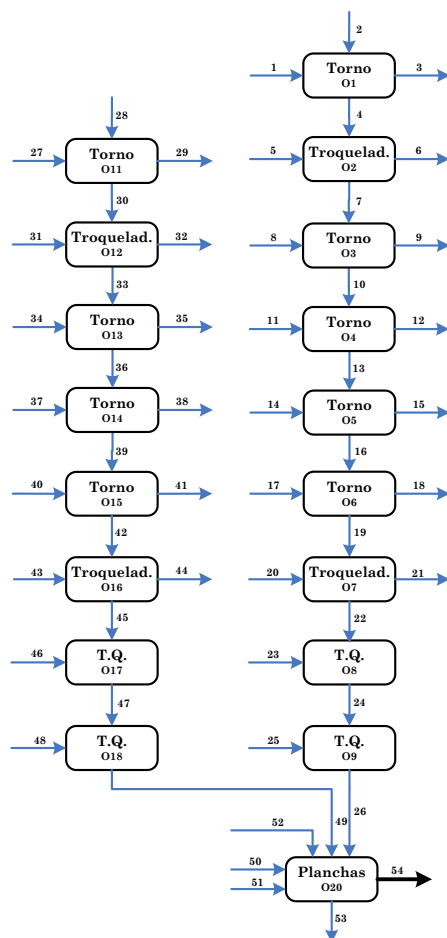 2
1
Torno
O1
3
4
5
Troquelad.
O2
6
7
8
Torno
O3
9
10
11
Torno
O4
12
13
14
Torno
O5
15
16
17
Torno
O6
18
19
20
Troquelad.
O7
21
22
23
T.Q.
O8
24
25
T.Q.
O9
26
28
27
Torno
O11
29
30
31
Troquelad.
O12
32
33
34
Torno
O13
35
36
37
Torno
O14
38
39
40
Torno
O15
41
42
43
Troquelad.
O16
44
45
46
T.Q.
O17
47
48
T.Q.
O18
49
52
50
51
Planchas
O20
54
53